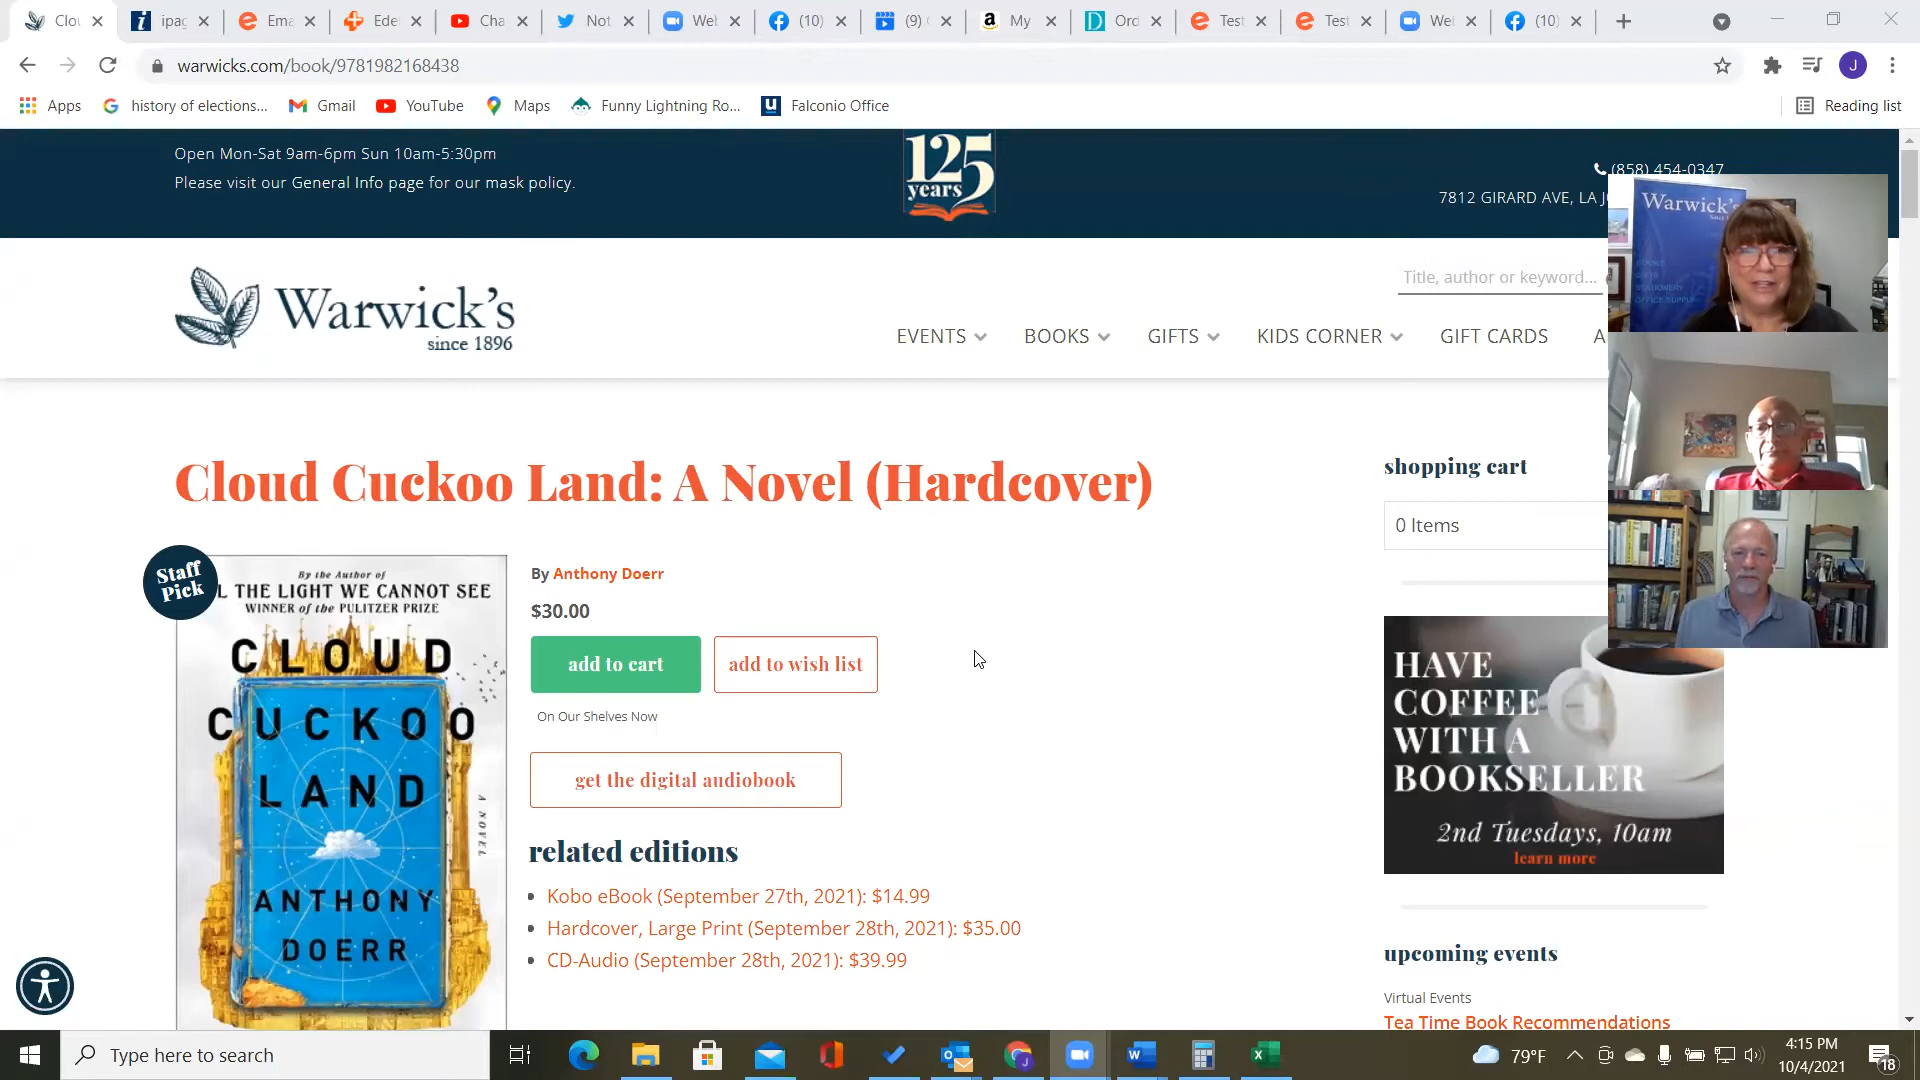 Clou
ipag
Ema
Edel
Cha
Not
Web
(10)
(9)
My
Ord
Test
Test
Wei
(10)
warwicks.com/book/9781982168438
J
Apps
history of elections...
Gmail
YouTube
Maps
Funny Lightning Ro...
Falconio Office
Reading list
Open Mon-Sat 9am-6pm Sun 10am-5:30pm
Please visit our General Info page for our mask policy.
125
years
(858) 454-0347
7812 GIRARD AVE, LA J
Warwick's
since 1896
Title, author or keyword...
EVENTS
BOOKS
GIFTS
KIDS CORNER
GIFT CARDS
A
Warwick's
BOOKS
GIFTS
STATIONERY
OFFICE SUPPLY
Cloud Cuckoo Land: A Novel (Hardcover)
Staff
Pick
By the Author of
L THE LIGHT WE CANNOT SEE
WINNER of the PULITZER PRIZE
CLOUD
CUCKOO
LAND
A NOVEL
ANTHONY
DOERR
By Anthony Doerr
$30.00
add to cart
add to wish list
On Our Shelves Now
get the digital audiobook
related editions
Kobo eBook (September 27th, 2021): $14.99
Hardcover, Large Print (September 28th, 2021): $35.00
CD-Audio (September 28th, 2021): $39.99
shopping cart
0 Items
HAVE
COFFEE
WITH A
BOOKSELLER
2nd Tuesdays, 10am
learn more
upcoming events
Virtual Events
Tea Time Book Recommendations
Type here to search
79°F
4:15 PM
10/4/2021
18